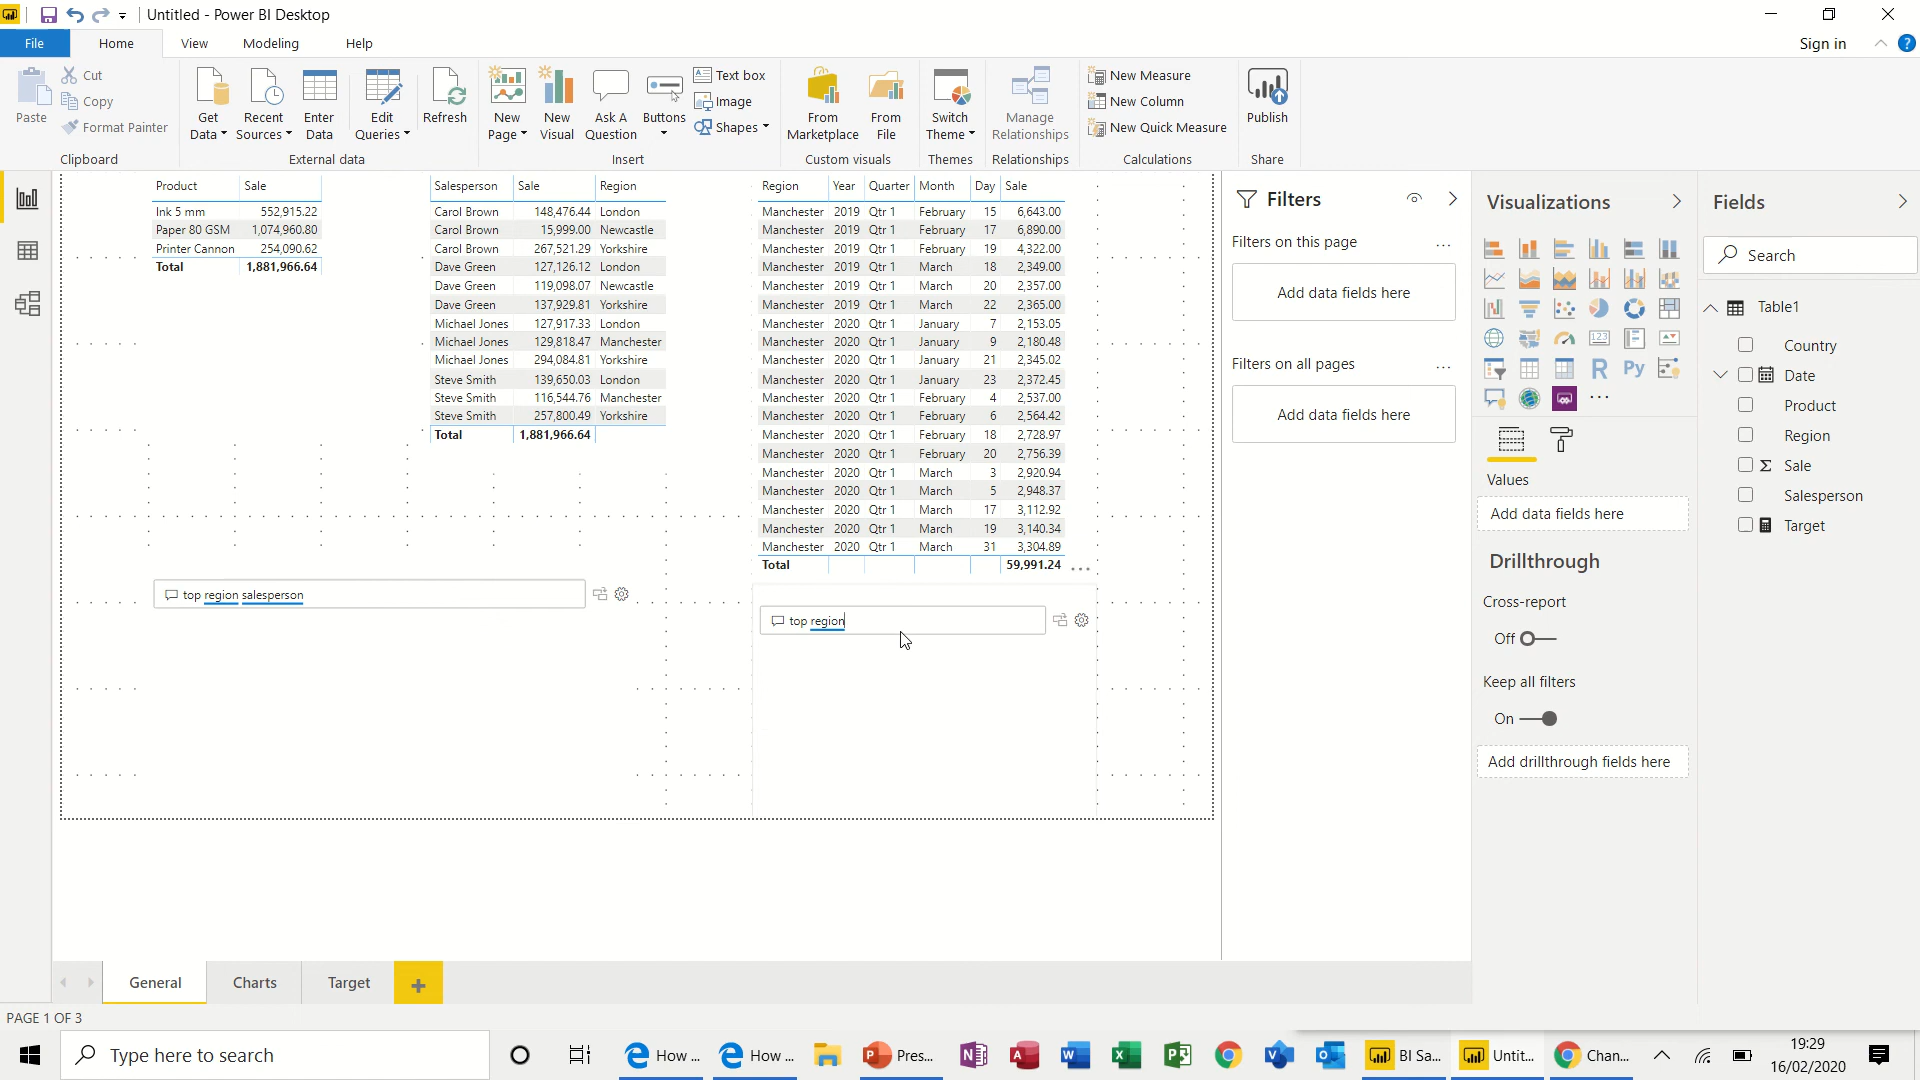 Untitled - Power BI Desktop
File Home View Modeling Help Sign in ?
Paste
Cut
Copy
Format Painter
Clipboard
Get Data
Recent Sources
Enter Data
Edit Queries
Refresh
External data
New Page
New Visual
Ask A Question
Buttons
Text box
Image
Shapes
Insert
From Marketplace
From File
Custom visuals
Switch Theme
Themes
Manage Relationships
Relationships
New Measure
New Column
New Quick Measure
Calculations
Publish
Share
Product Sale
Ink 5 mm 552,915.22
Paper 80 GSM 1,074,960.80
Printer Cannon 254,090.62
Total 1,881,966.64
Salesperson Sale Region
Carol Brown 148,476.44 London
Carol Brown 15,999.00 Newcastle
Carol Brown 267,521.29 Yorkshire
Dave Green 127,126.12 London
Dave Green 119,098.07 Newcastle
Dave Green 137,929.81 Yorkshire
Michael Jones 127,917.33 London
Michael Jones 129,818.47 Manchester
Michael Jones 294,084.81 Yorkshire
Steve Smith 139,650.03 London
Steve Smith 116,544.76 Manchester
Steve Smith 257,800.49 Yorkshire
Total 1,881,966.64
Region Year Quarter Month Day Sale
Manchester 2019 Qtr 1 February 15 6,643.00
Manchester 2019 Qtr 1 February 17 6,890.00
Manchester 2019 Qtr 1 February 19 4,322.00
Manchester 2019 Qtr 1 March 18 2,349.00
Manchester 2019 Qtr 1 March 20 2,357.00
Manchester 2019 Qtr 1 March 22 2,365.00
Manchester 2020 Qtr 1 January 7 2,153.05
Manchester 2020 Qtr 1 January 9 2,180.48
Manchester 2020 Qtr 1 January 21 2,345.02
Manchester 2020 Qtr 1 January 23 2,372.45
Manchester 2020 Qtr 1 February 4 2,537.00
Manchester 2020 Qtr 1 February 6 2,564.42
Manchester 2020 Qtr 1 February 18 2,728.97
Manchester 2020 Qtr 1 February 20 2,756.39
Manchester 2020 Qtr 1 March 3 2,920.94
Manchester 2020 Qtr 1 March 5 2,948.37
Manchester 2020 Qtr 1 March 17 3,112.92
Manchester 2020 Qtr 1 March 19 3,140.34
Manchester 2020 Qtr 1 March 31 3,304.89
Total 59,991.24
top region salesperson
top region
Filters
Filters on this page
Add data fields here
Filters on all pages
Add data fields here
Visualizations
123
R
Py
Values
Add data fields here
Drillthrough
Cross-report
Off
Keep all filters
On
Add drillthrough fields here
Fields
Search
Table1
Country
Date
Product
Region
Σ Sale
Salesperson
Target
General Charts Target +
PAGE 1 OF 3
Type here to search
How ...
How ...
Pres...
BI Sa...
Untit...
Chan...
19:29
16/02/2020